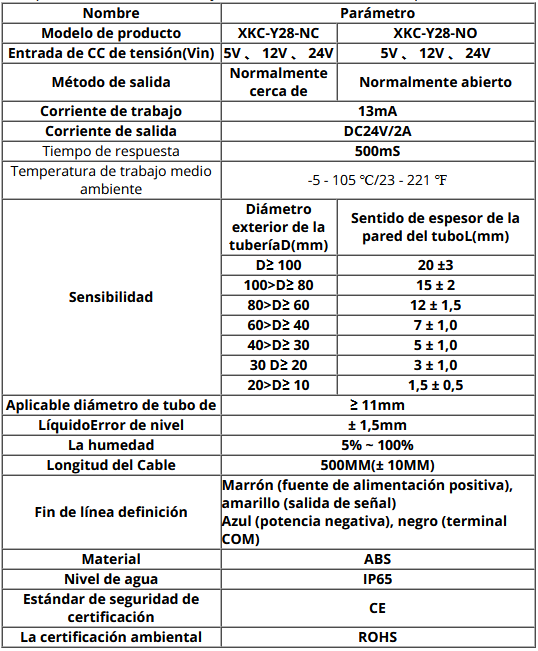 Nombre Parámetro
Modelo de producto XKC-Y28-NC XKC-Y28-NO
Entrada de CC de tensión(Vin) 5V 、 12V 、 24V 5V 、 12V 、 24V
Método de salida Normalmente
cerca de Normalmente abierto
Corriente de trabajo 13mA
Corriente de salida DC24V/2A
Tiempo de respuesta 500mS
Temperatura de trabajo medio
ambiente -5 - 105 ℃/23 - 221 ℉
Sensibilidad
Diámetro
exterior de la
tuberíaD(mm)
Sentido de espesor de la
pared del tuboL(mm)
D≥ 100 20 ±3
100>D≥ 80 15 ± 2
80>D≥ 60 12 ± 1,5
60>D≥ 40 7 ± 1,0
40>D≥ 30 5 ± 1,0
30 D≥ 20 3 ± 1,0
20>D≥ 10 1,5 ± 0,5
Aplicable diámetro de tubo de ≥ 11mm
LíquidoError de nivel ± 1,5mm
La humedad 5% ~ 100%
Longitud del Cable 500MM(± 10MM)
Fin de línea definición
Marrón (fuente de alimentación positiva),
amarillo (salida de señal)
Azul (potencia negativa), negro (terminal
COM)
Material ABS
Nivel de agua IP65
Estándar de seguridad de
certificación CE
La certificación ambiental ROHS